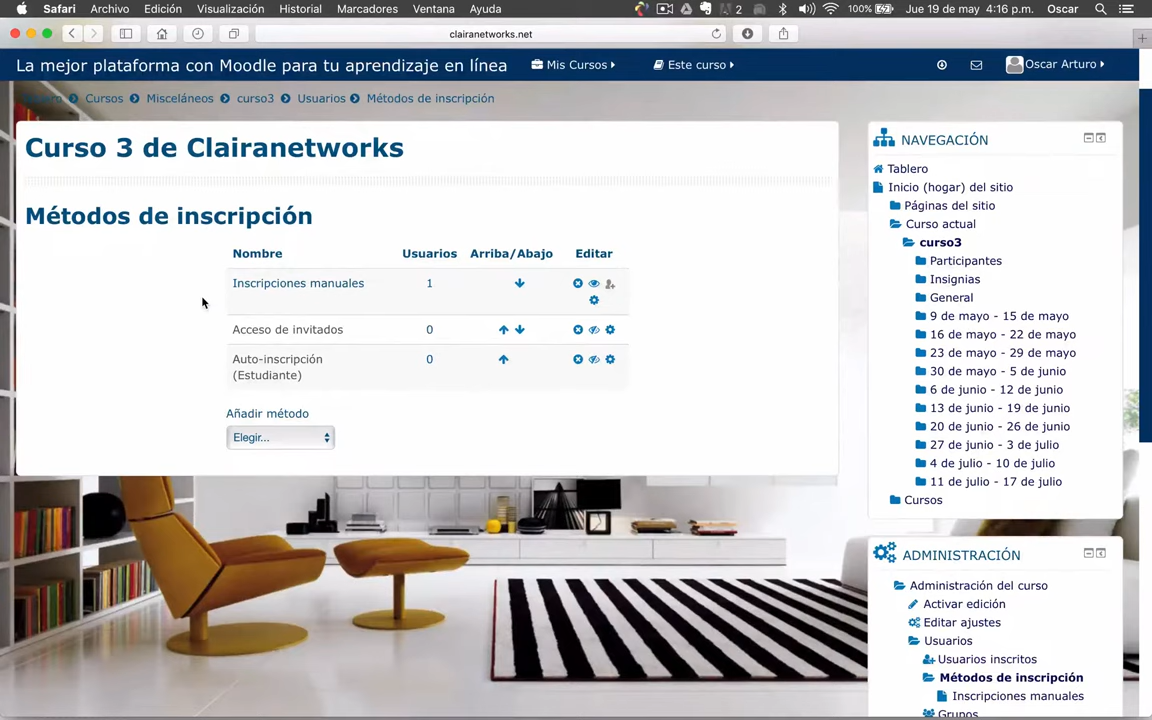 Safari Archivo Edición Visualización Historial Marcadores Ventana Ayuda 2 100% Jue 19 de may 4:16 p.m. Oscar
clairanetworks.net
La mejor plataforma con Moodle para tu aprendizaje en línea Mis Cursos Este curso Oscar Arturo
Cursos Misceláneos curso3 Usuarios Métodos de inscripción
Curso 3 de Clairanetworks
Métodos de inscripción
Nombre Usuarios Arriba/Abajo Editar
Inscripciones manuales 1
Acceso de invitados 0
Auto-inscripción 0
(Estudiante)
Añadir método
Elegir...
NAVEGACIÓN
Tablero
Inicio (hogar) del sitio
Páginas del sitio
Curso actual
curso3
Participantes
Insignias
General
9 de mayo - 15 de mayo
16 de mayo - 22 de mayo
23 de mayo - 29 de mayo
30 de mayo - 5 de junio
6 de junio - 12 de junio
13 de junio - 19 de junio
20 de junio - 26 de junio
27 de junio - 3 de julio
4 de julio - 10 de julio
11 de julio - 17 de julio
Cursos
ADMINISTRACIÓN
Administración del curso
Activar edición
Editar ajustes
Usuarios
Usuarios inscritos
Métodos de inscripción
Inscripciones manuales
Grupos